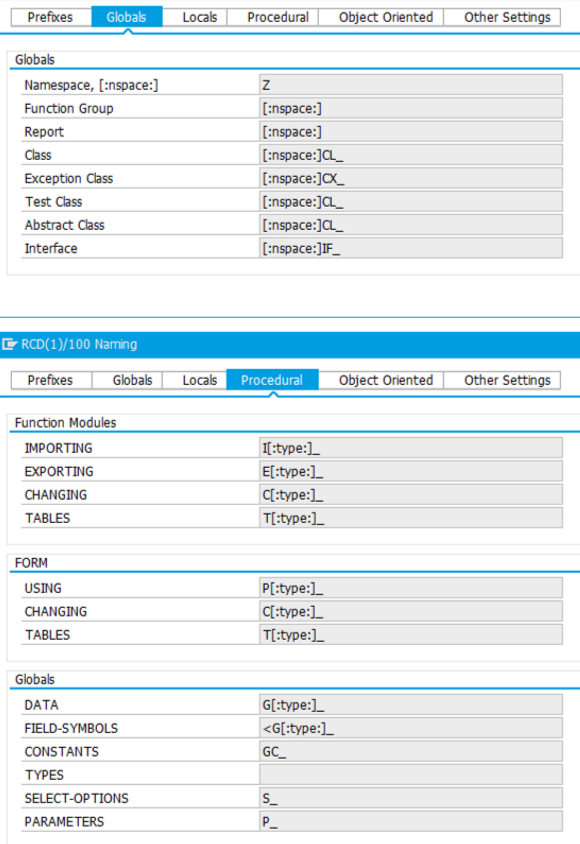 Prefixes Globals Locals Procedural Object Oriented Other Settings
Globals
Namespace, [:nspace:] Z
Function Group [:nspace:]
Report [:nspace:]
Class [:nspace:]CL_
Exception Class [:nspace:]CX_
Test Class [:nspace:]CL_
Abstract Class [:nspace:]CL_
Interface [:nspace:]IF_
RCD(1)/100 Naming
Prefixes Globals Locals Procedural Object Oriented Other Settings
Function Modules
IMPORTING I[:type:]_
EXPORTING E[:type:]_
CHANGING C[:type:]_
TABLES T[:type:]_
FORM
USING P[:type:]_
CHANGING C[:type:]_
TABLES T[:type:]_
Globals
DATA G[:type:]_
FIELD-SYMBOLS <G[:type:]_
CONSTANTS GC_
TYPES
SELECT-OPTIONS S_
PARAMETERS P_